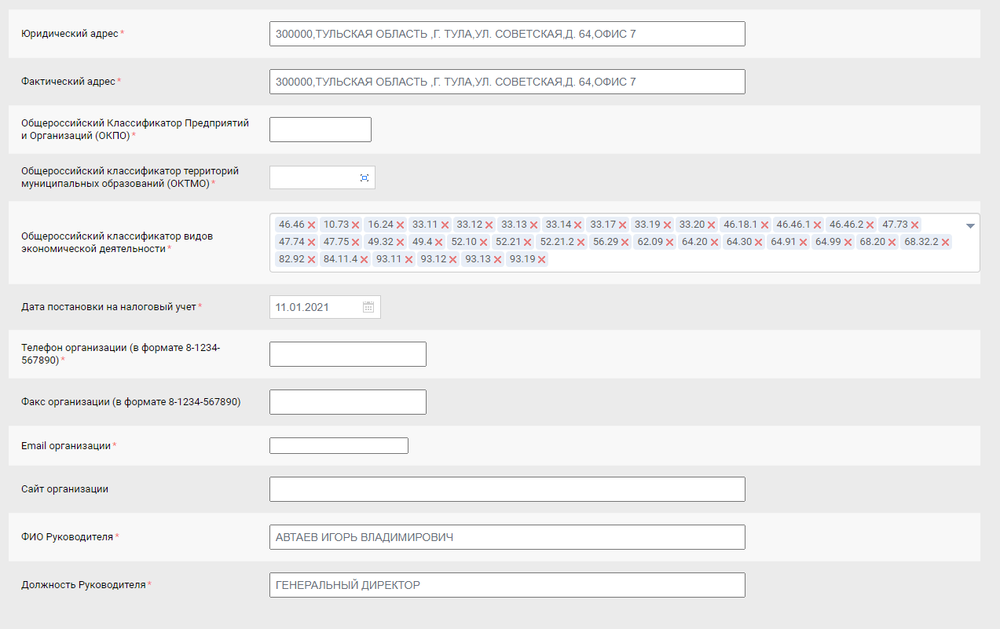 Юридический адрес *
300000,ТУЛЬСКАЯ ОБЛАСТЬ ,Г. ТУЛА,УЛ. СОВЕТСКАЯ,Д. 64,ОФИС 7
Фактический адрес *
300000,ТУЛЬСКАЯ ОБЛАСТЬ ,Г. ТУЛА,УЛ. СОВЕТСКАЯ,Д. 64,ОФИС 7
Общероссийский Классификатор Предприятий
и Организаций (ОКПО) *
Общероссийский классификатор территорий
муниципальных образований (ОКТМО) *
Общероссийский классификатор видов
экономической деятельности *
46.46 10.73 16.24 33.11 33.12 33.13 33.14 33.17 33.19 33.20 46.18.1 46.46.1 46.46.2 47.73
47.74 47.75 49.32 49.4 52.10 52.21 52.21.2 56.29 62.09 64.20 64.30 64.91 64.99 68.20 68.32.2
82.92 84.11.4 93.11 93.12 93.13 93.19
Дата постановки на налоговый учет *
11.01.2021
Телефон организации (в формате 8-1234-
567890) *
Факс организации (в формате 8-1234-567890)
Email организации *
Сайт организации
ФИО Руководителя *
АВТАЕВ ИГОРЬ ВЛАДИМИРОВИЧ
Должность Руководителя *
ГЕНЕРАЛЬНЫЙ ДИРЕКТОР